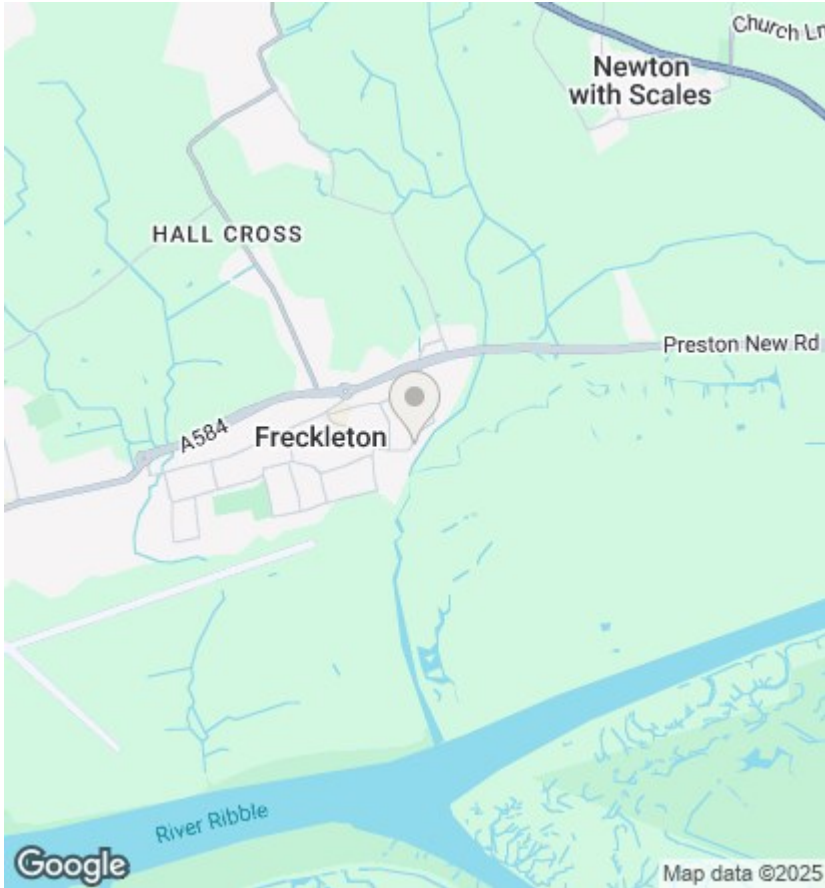 Church Ln
Newton
with Scales
HALL CROSS
Preston New Rd
A584
Freckleton
River Ribble
Google
Map data ©2025